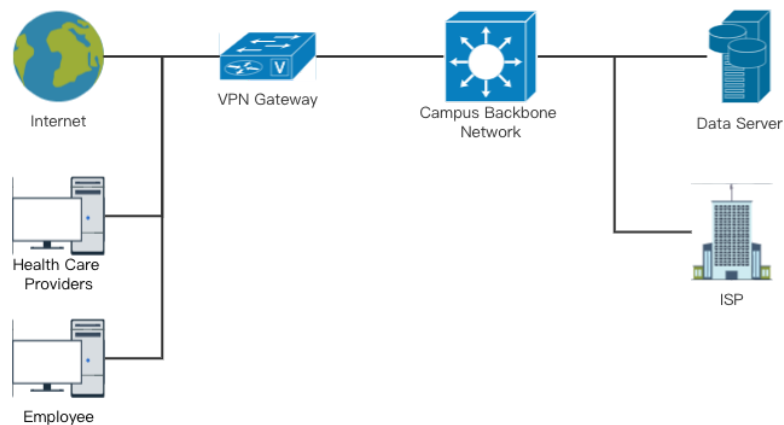 Internet
VPN Gateway
Campus Backbone
Network
Data Server
Health Care
Providers
ISP
Employee
V